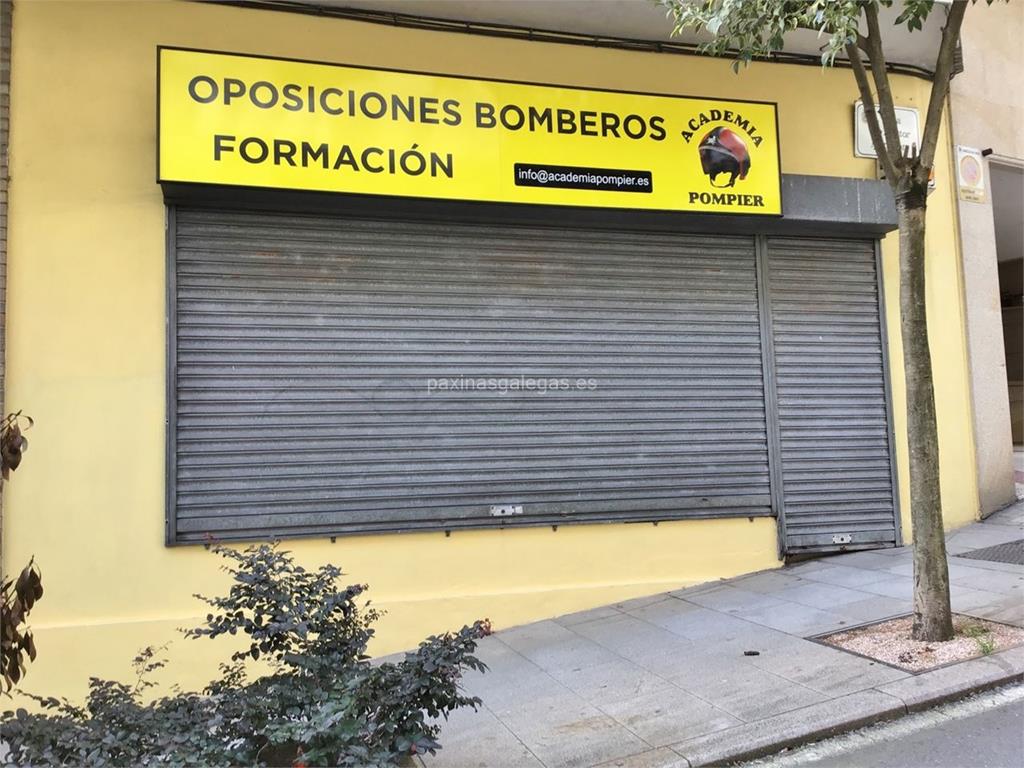 OPOSICIONES BOMBEROS
FORMACIÓN
info@academiapompier.es
ACADEMIA
POMPIER
paxinasgalegas.es